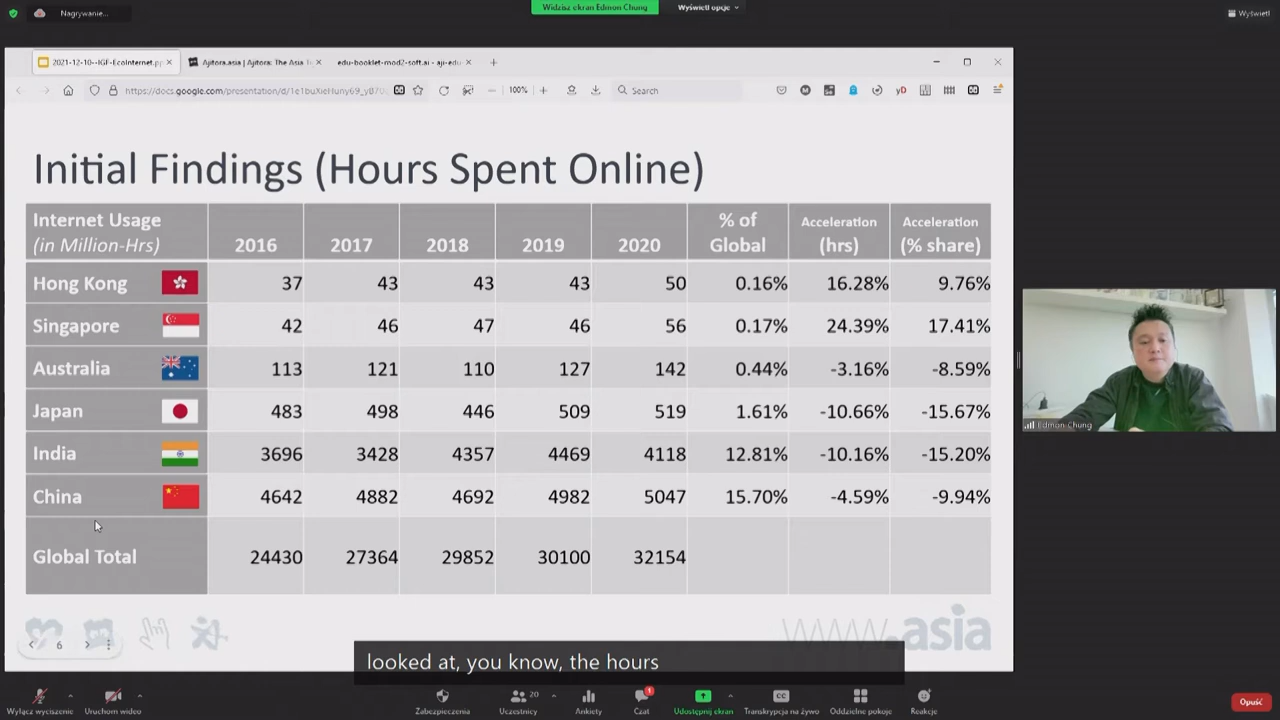 Nagrywanie...
Widzisz ekran Edmon Chung
Wyświetl opcje
Wyświetl
2021-12-10--IGF-EcoInternet.pp
Ajitora.asia | Ajitora: The Asia T
edu-booklet-mod2-soft.ai - aji-edu
100%
Search
Initial Findings (Hours Spent Online)
Internet Usage (in Million-Hrs) 2016 2017 2018 2019 2020 % of Global Acceleration (hrs) Acceleration (% share)
Hong Kong 37 43 43 43 50 0.16% 16.28% 9.76%
Singapore 42 46 47 46 56 0.17% 24.39% 17.41%
Australia 113 121 110 127 142 0.44% -3.16% -8.59%
Japan 483 498 446 509 519 1.61% -10.66% -15.67%
India 3696 3428 4357 4469 4118 12.81% -10.16% -15.20%
China 4642 4882 4692 4982 5047 15.70% -4.59% -9.94%
Global Total 24430 27364 29852 30100 32154
Edmon Chung
6
www.asia
looked at, you know, the hours
Wyłącz wyciszenie
Uruchom wideo
Zabezpieczenia
20
Uczestnicy
Ankiety
1
Czat
Udostępnij ekran
Transkrypcja na żywo
Oddzielne pokoje
Reakcje
Opuść